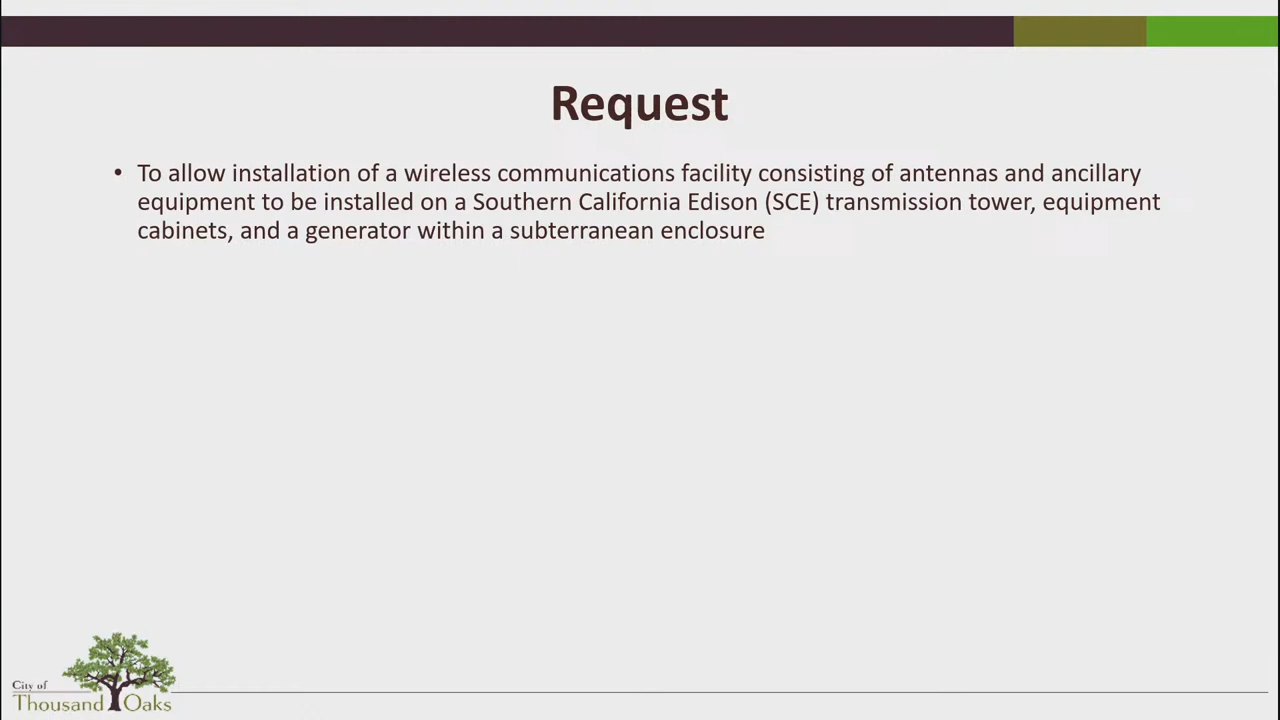 Request
• To allow installation of a wireless communications facility consisting of antennas and ancillary
equipment to be installed on a Southern California Edison (SCE) transmission tower, equipment
cabinets, and a generator within a subterranean enclosure
City of
Thousand Oaks